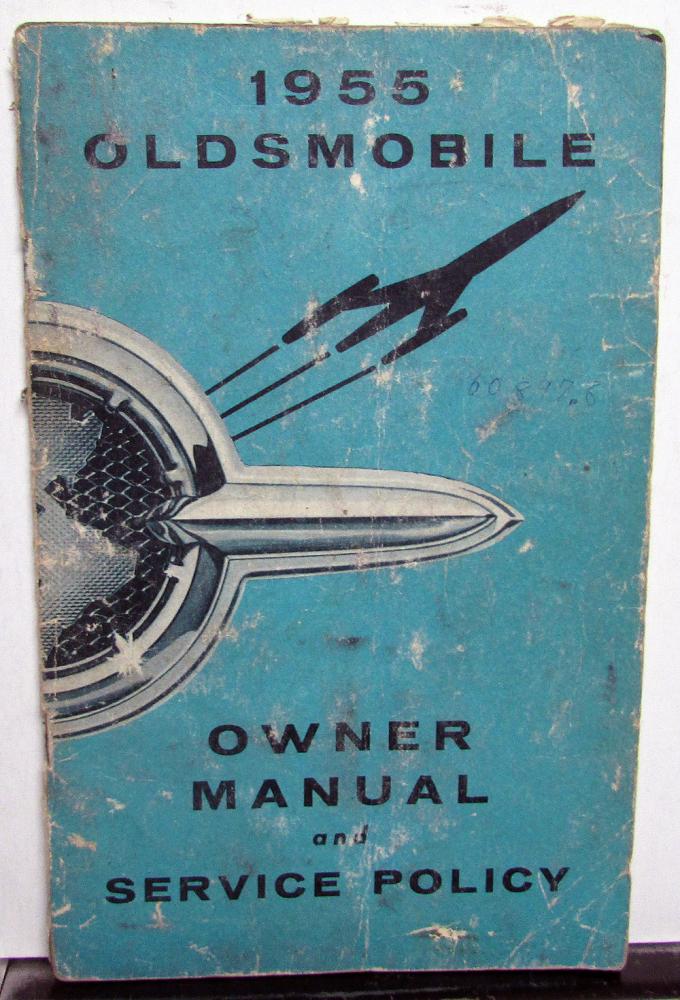 1955
OLDSMOBILE
OWNER
MANUAL
and
SERVICE POLICY